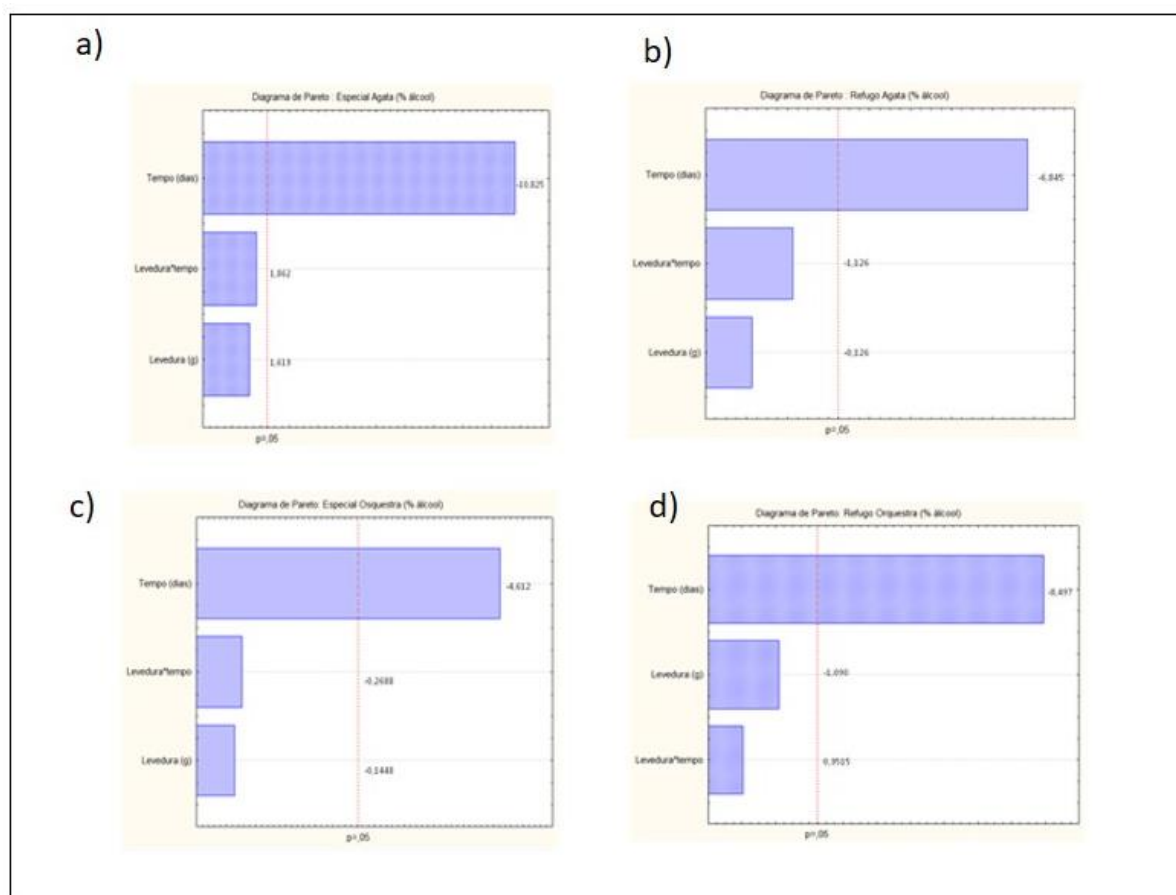 a)
Diagrama de Pareto : Especial Agata (% álcool)
Tempo (dias)
-10,825
Levedura*tempo
1,862
Levedura (g)
1,613
p=,05
b)
Diagrama de Pareto : Refugo Agata (% álcool)
Tempo (dias)
-6,845
Levedura*tempo
-1,126
Levedura (g)
-0,126
p=,05
c)
Diagrama de Pareto: Especial Osquestra (% álcool)
Tempo (dias)
-4,612
Levedura*tempo
-0,2688
Levedura (g)
-0,1448
p=,05
d)
Diagrama de Pareto: Refugo Orquestra (% álcool)
Tempo (dias)
-8,497
Levedura (g)
-1,090
Levedura*tempo
0,9515
p=,05